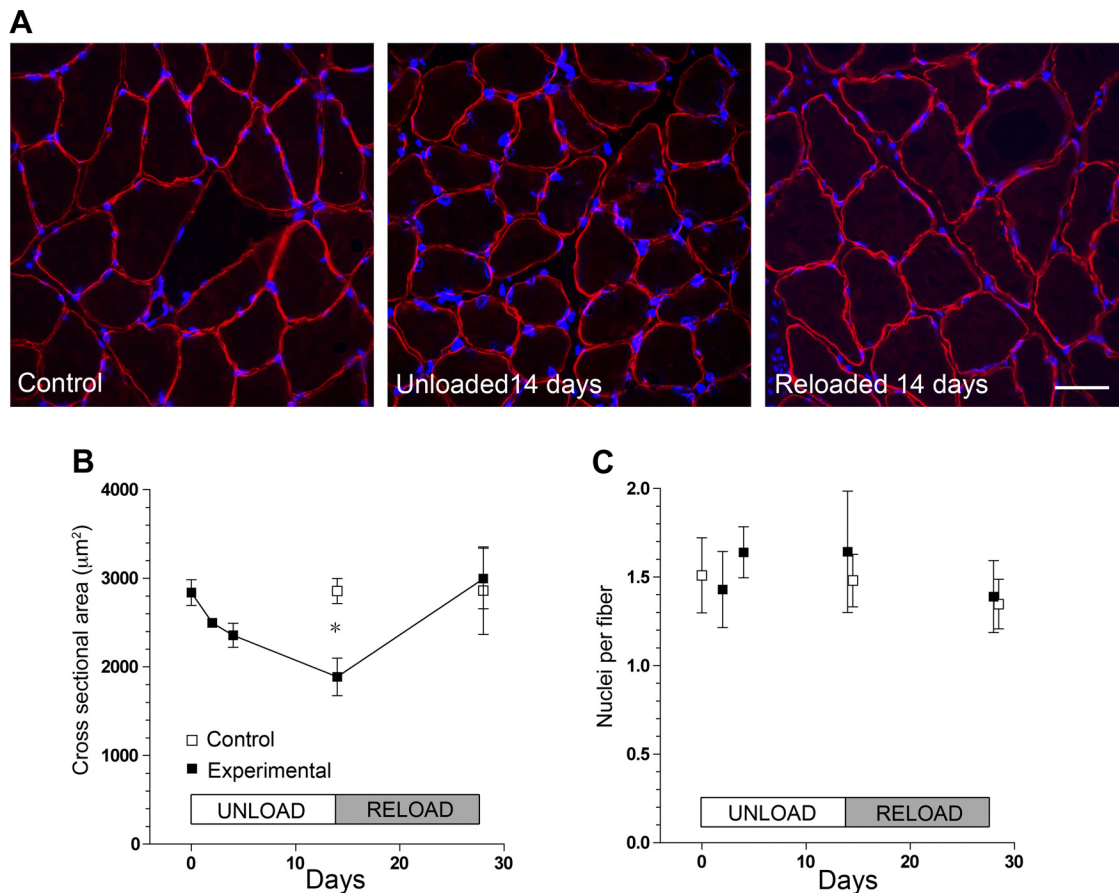 A
Control
Unloaded14 days
Reloaded 14 days
B
Cross sectional area (μm²)
4000
3000
2000
1000
0
*
□ Control
■ Experimental
UNLOAD
RELOAD
0
10
20
30
Days
C
Nuclei per fiber
2.0
1.5
1.0
0.5
0.0
UNLOAD
RELOAD
0
10
20
30
Days